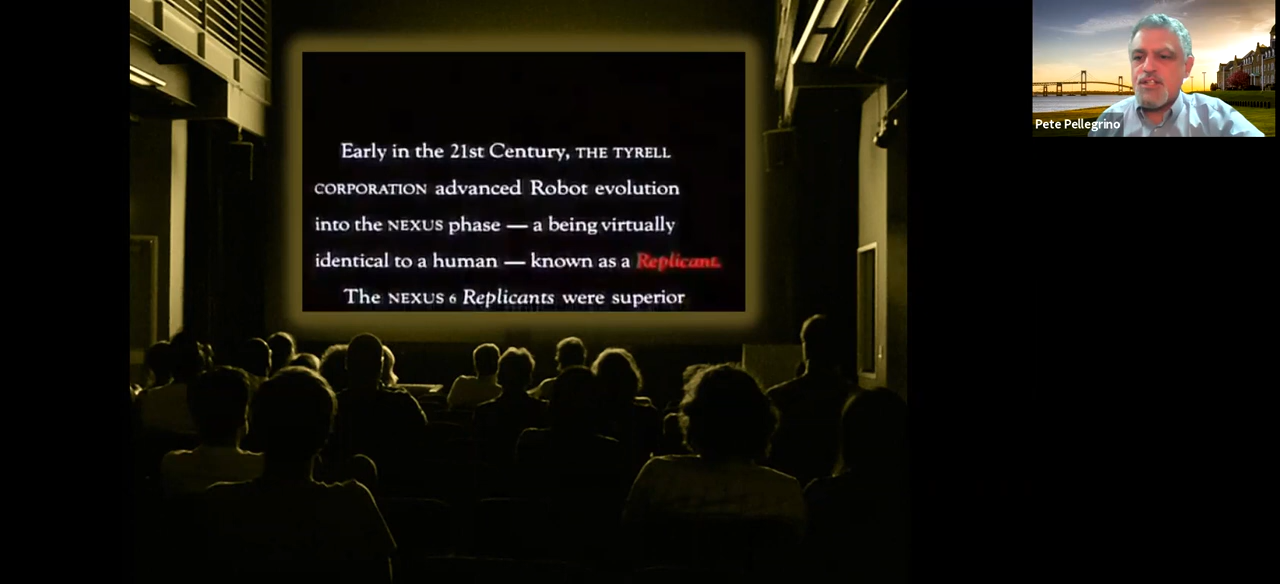 Early in the 21st Century, THE TYRELL
CORPORATION advanced Robot evolution
into the NEXUS phase — a being virtually
identical to a human — known as a Replicant.
The NEXUS 6 Replicants were superior
Pete Pellegrino